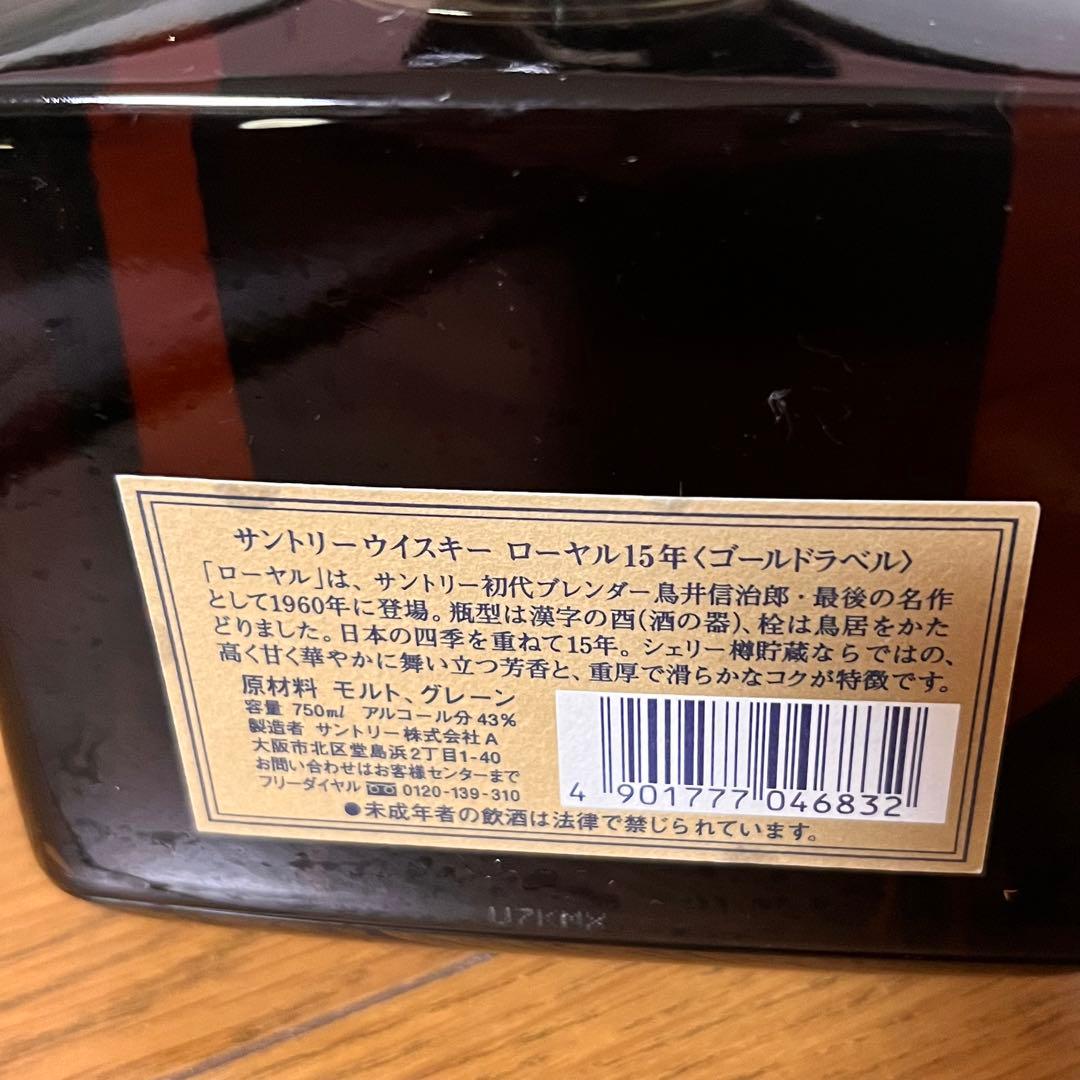 サントリーウイスキー ローヤル15年〈ゴールドラベル〉
「ローヤル」は、サントリー初代ブレンダー鳥井信治郎・最後の名作
として1960年に登場。瓶型は漢字の酉(酒の器)、栓は鳥居をかた
どりました。日本の四季を重ねて15年。シェリー樽貯蔵ならではの、
高く甘く華やかに舞い立つ芳香と、重厚で滑らかなコクが特徴です。
原材料 モルト、グレーン
容量 750ml アルコール分43%
製造者 サントリー株式会社A
大阪市北区堂島浜2丁目1-40
お問い合わせはお客様センターまで
フリーダイヤル 0120-139-310
4 901777 046832
●未成年者の飲酒は法律で禁じられています。
U7KMX